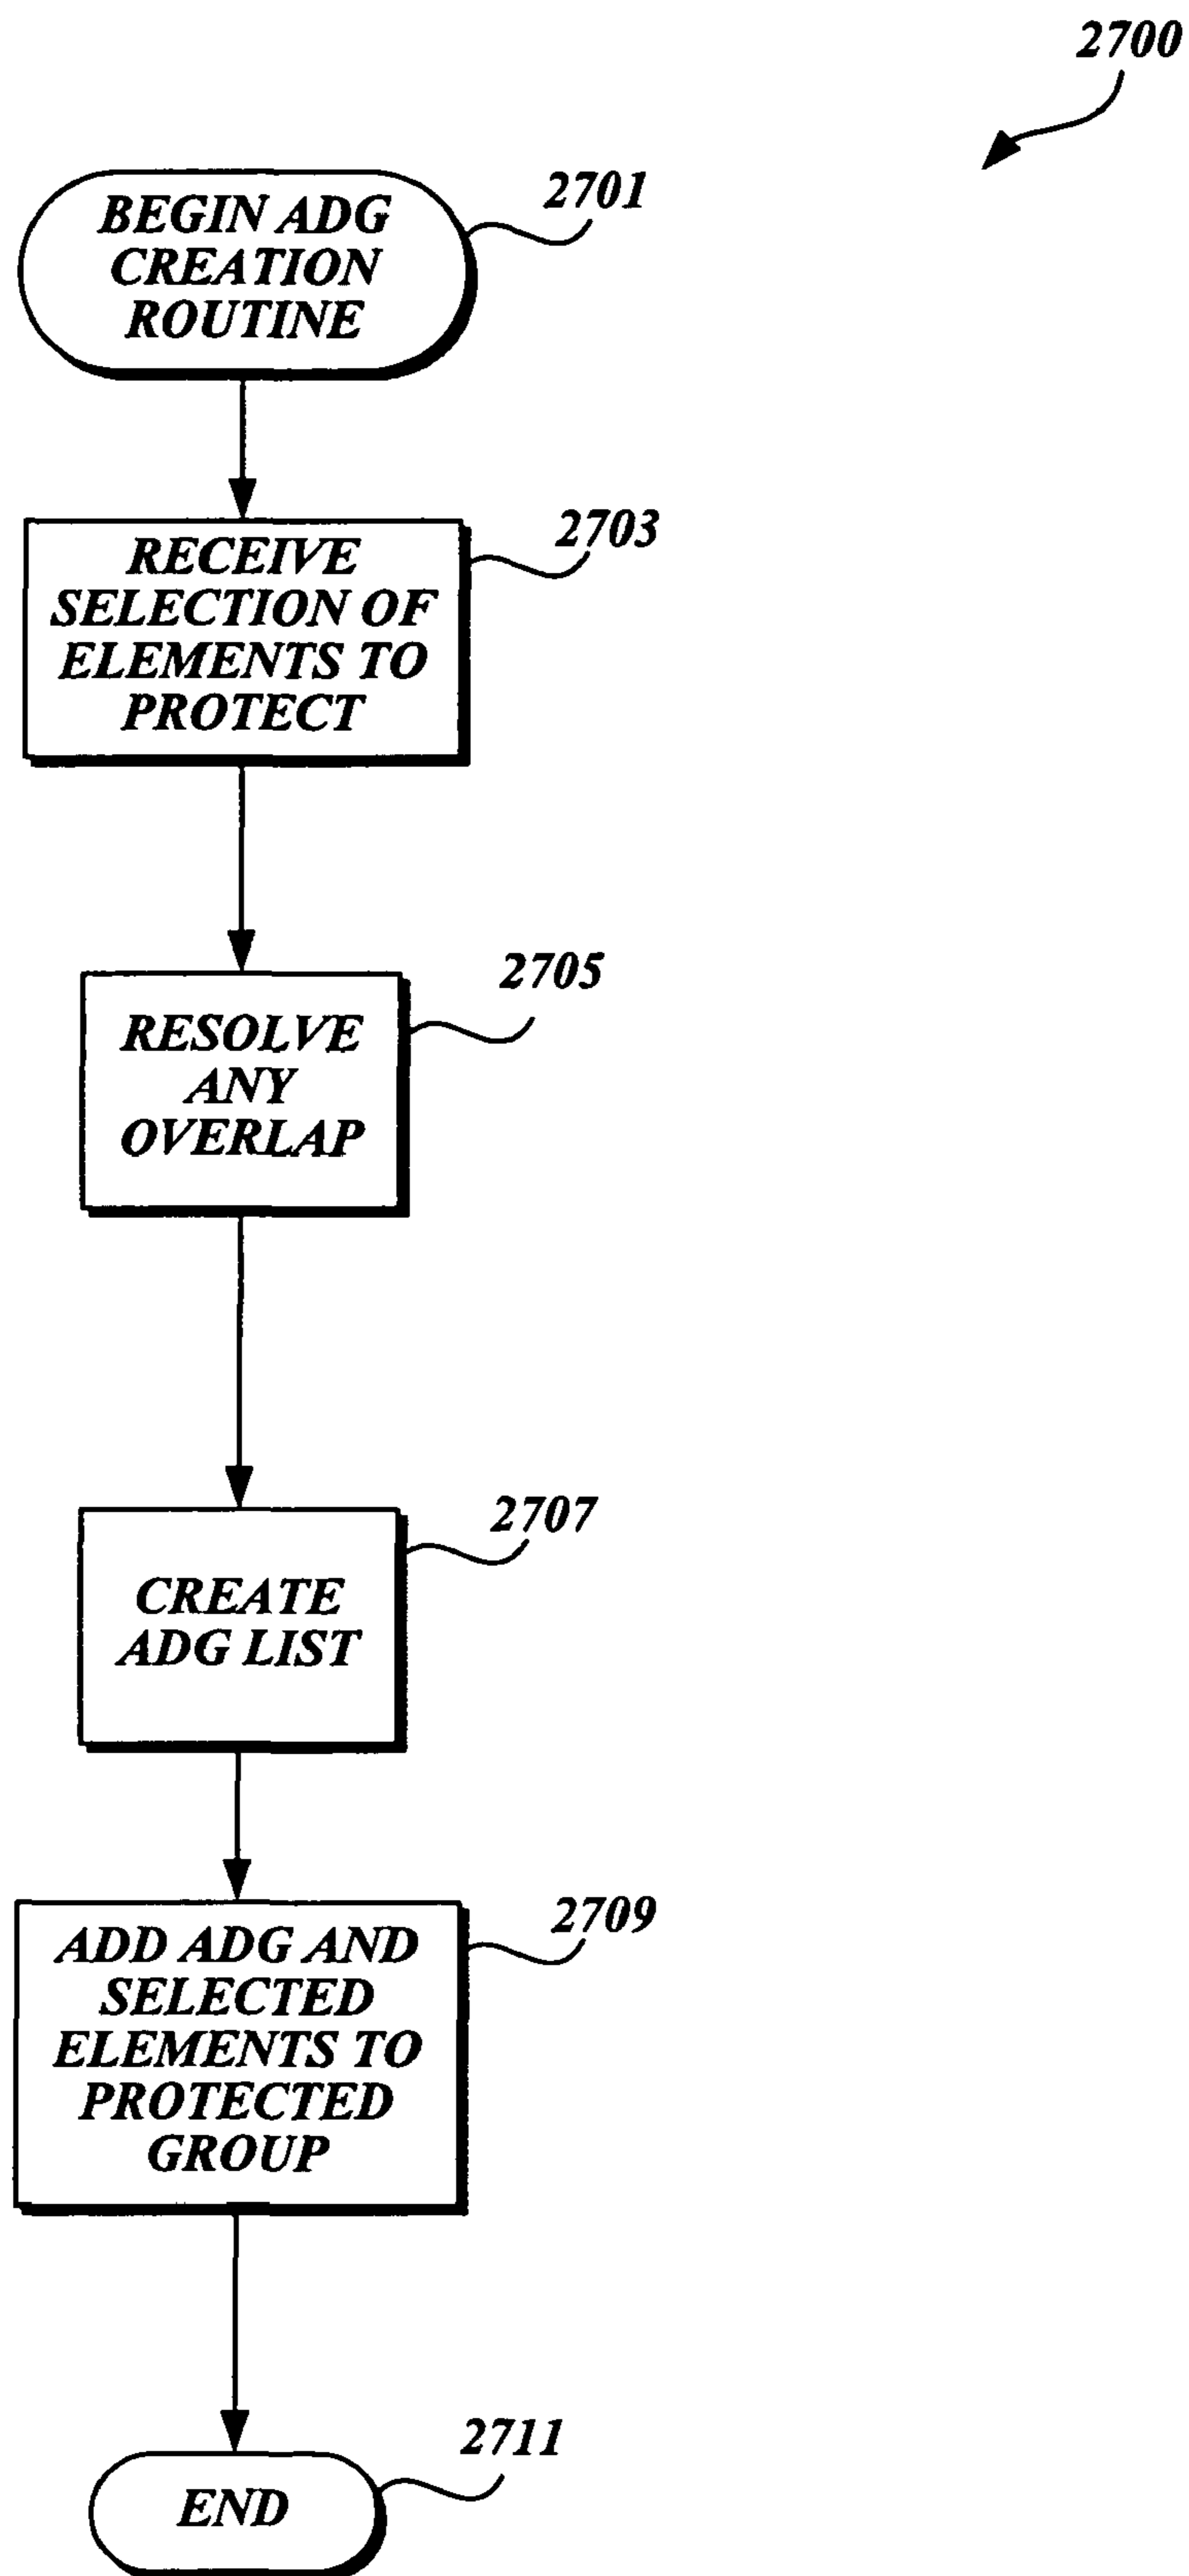 2700
2701
BEGIN ADG
CREATION
ROUTINE
2703
RECEIVE
SELECTION OF
ELEMENTS TO
PROTECT
2705
RESOLVE
ANY
OVERLAP
2707
CREATE
ADG LIST
2709
ADD ADG AND
SELECTED
ELEMENTS TO
PROTECTED
GROUP
2711
END